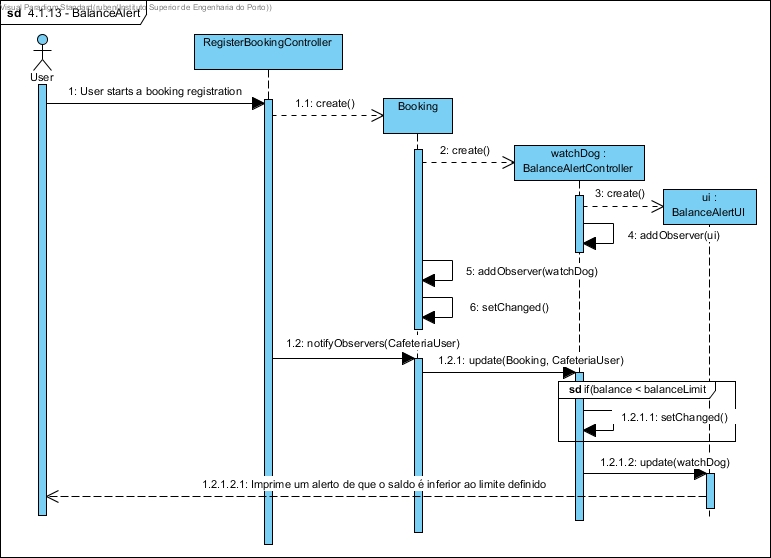 Visual Paradigm Standard(ruben(Instituto Superior de Engenharia do Porto))
sd 4.1.13 - BalanceAlert
RegisterBookingController
User
1: User starts a booking registration
1.1: create()
Booking
2: create()
watchDog :
BalanceAlertController
3: create()
ui :
BalanceAlertUI
4: addObserver(ui)
5: addObserver(watchDog)
6: setChanged()
1.2: notifyObservers(CafeteriaUser)
1.2.1: update(Booking, CafeteriaUser)
sd if(balance < balanceLimit
1.2.1.1: setChanged()
1.2.1.2: update(watchDog)
1.2.1.2.1: Imprime um alerto de que o saldo é inferior ao limite definido